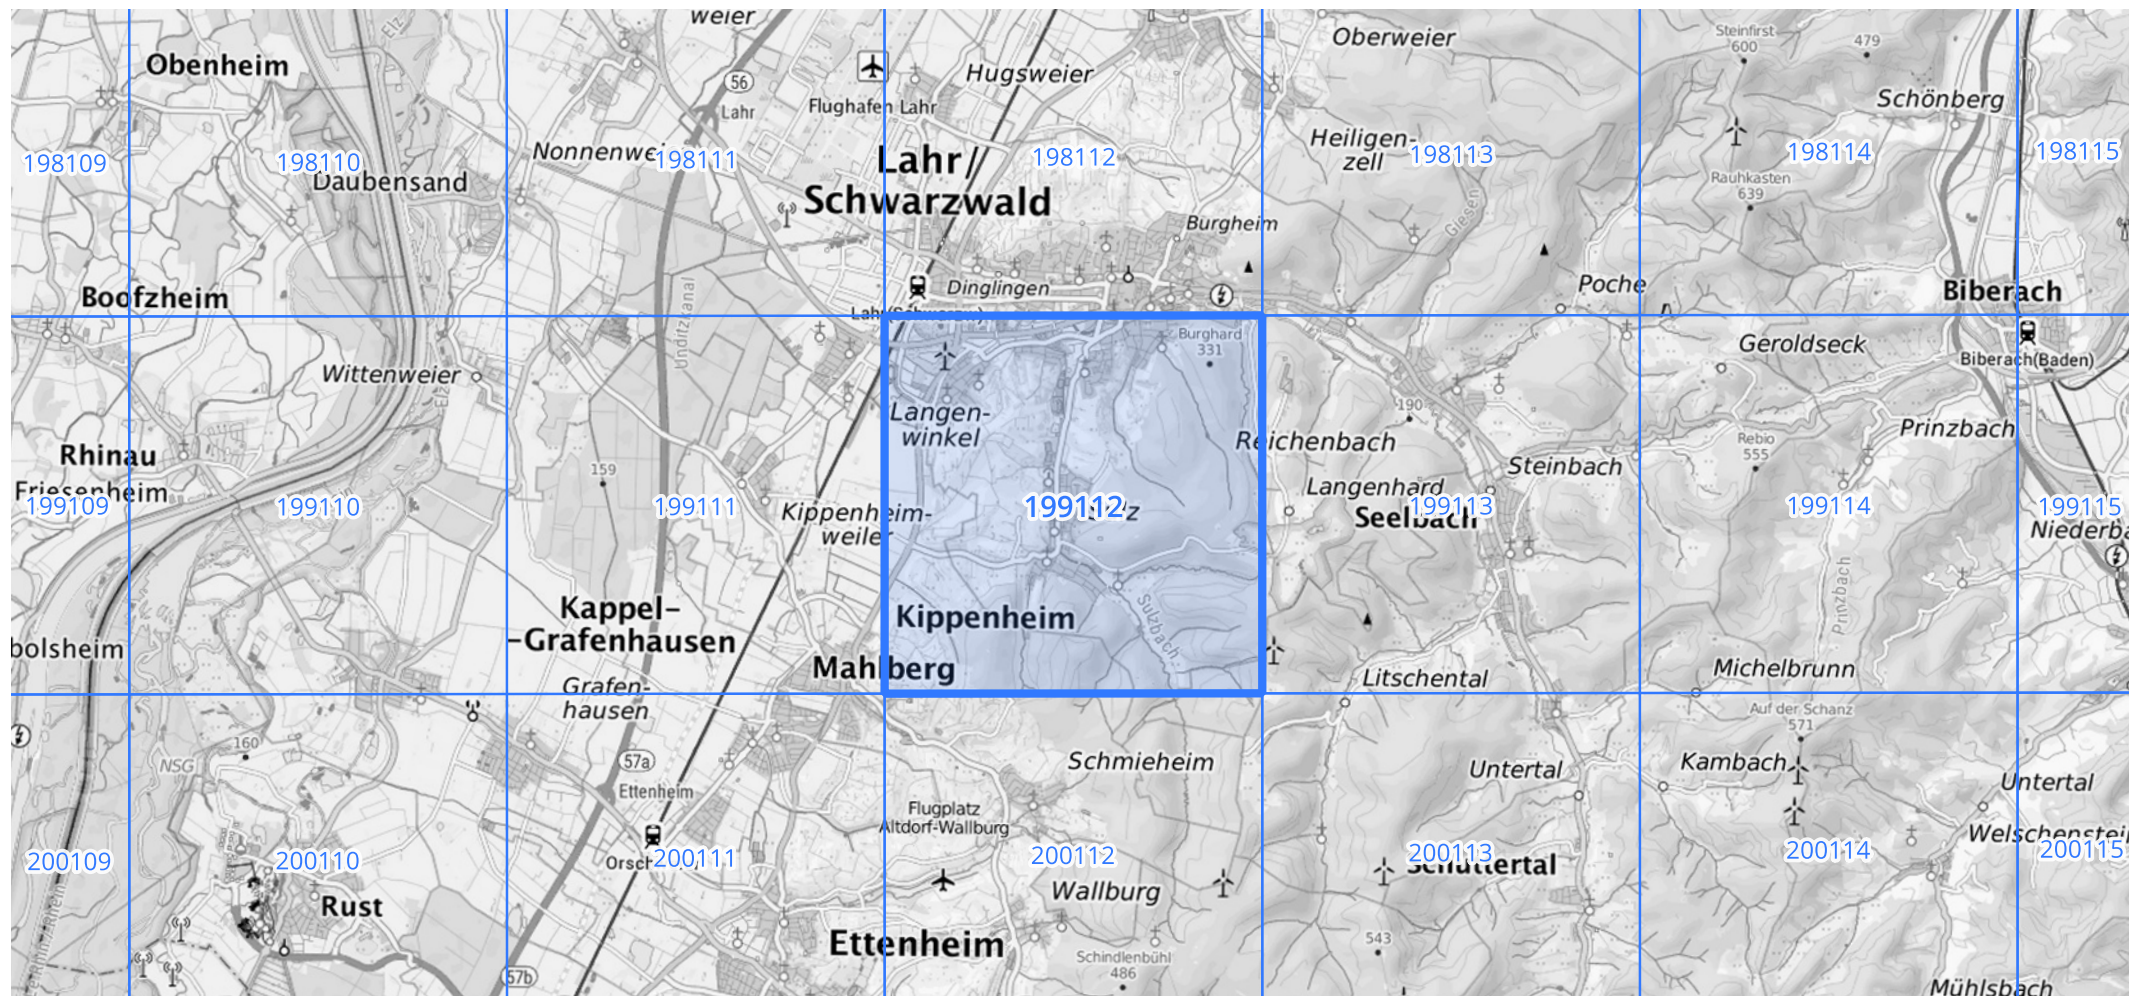 weier
Elz
Obenheim
56
Lahr
Flughafen Lahr
Hugsweier
Oberweier
Steinfirst
600
479
Schönberg
198109
198110
Daubensand
198111
Lahr/
Schwarzwald
198112
Heiligen-
zell
198113
198114
198115
Rauhkasten
639
Burgheim
Giesen
Boofzheim
Dinglingen
Poche
Biberach
Undritzkanal
Wittenweier
Burghard
331
Geroldseck
Biberach(Baden)
Langen-
winkel
190
Reichenbach
Prinzbach
Rhinau
Friesenheim
159
Steinbach
Rebio
555
Langenhard
199109
199110
199111
Kippenheim-
weiler
199112
199113
Seelbach
199114
199115
Kappel-
-Grafenhausen
Kippenheim
Sulzbach
Prinzbach
bolsheim
Mahlberg
Litschental
Michelbrunn
Grafen-
hausen
160
NSG
57a
Ettenheim
Schmieheim
Untertal
Auf der Schanz
571
Kambach
Untertal
Flugplatz
Altdorf-Wallburg
200109
200110
200111
200112
200113
Schuttertal
200114
200115
Rust
Wallburg
Ettenheim
543
57b
Schindlenbühl
486
Mühlsbach